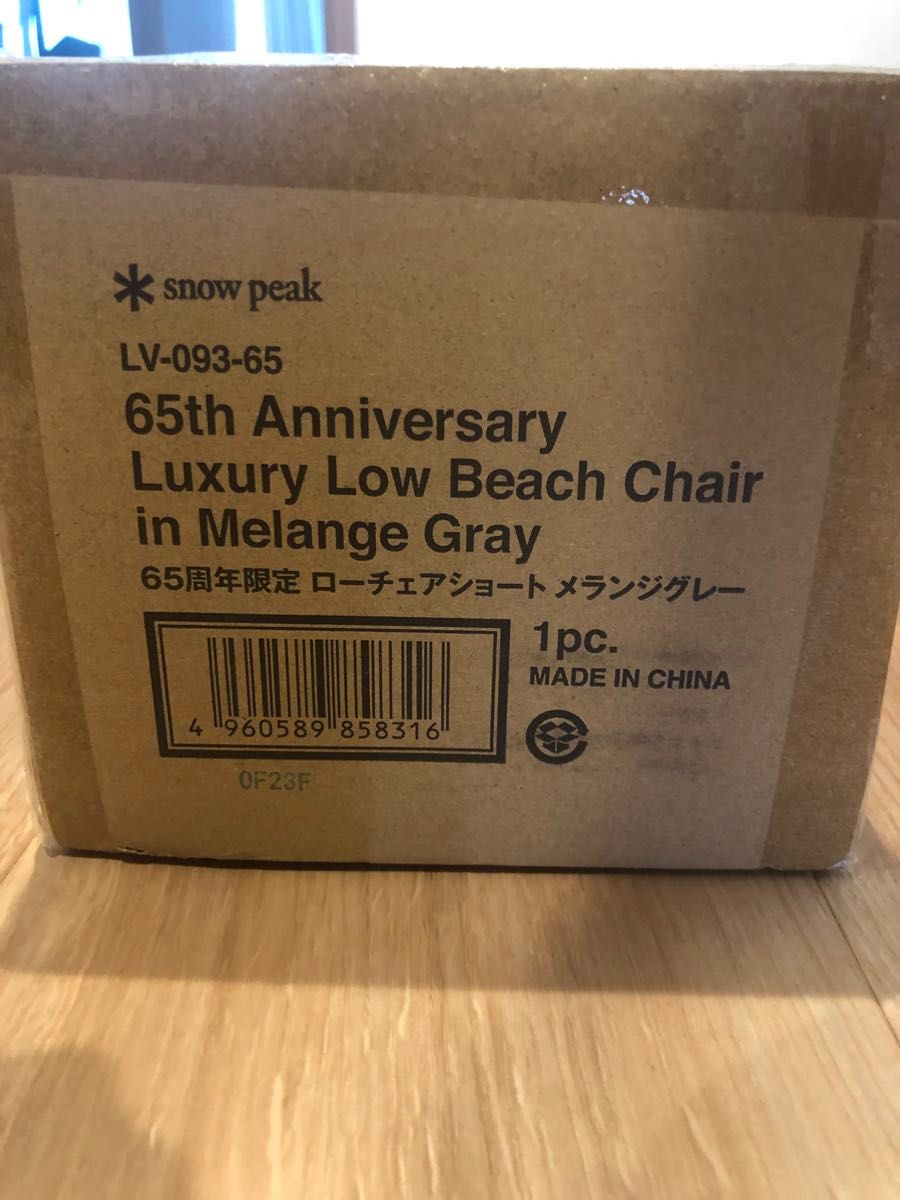 snow peak
LV-093-65
65th Anniversary
Luxury Low Beach Chair
in Melange Gray
65周年限定 ローチェアショート メランジグレー
1pc.
MADE IN CHINA
4 960589 858316
0F23F